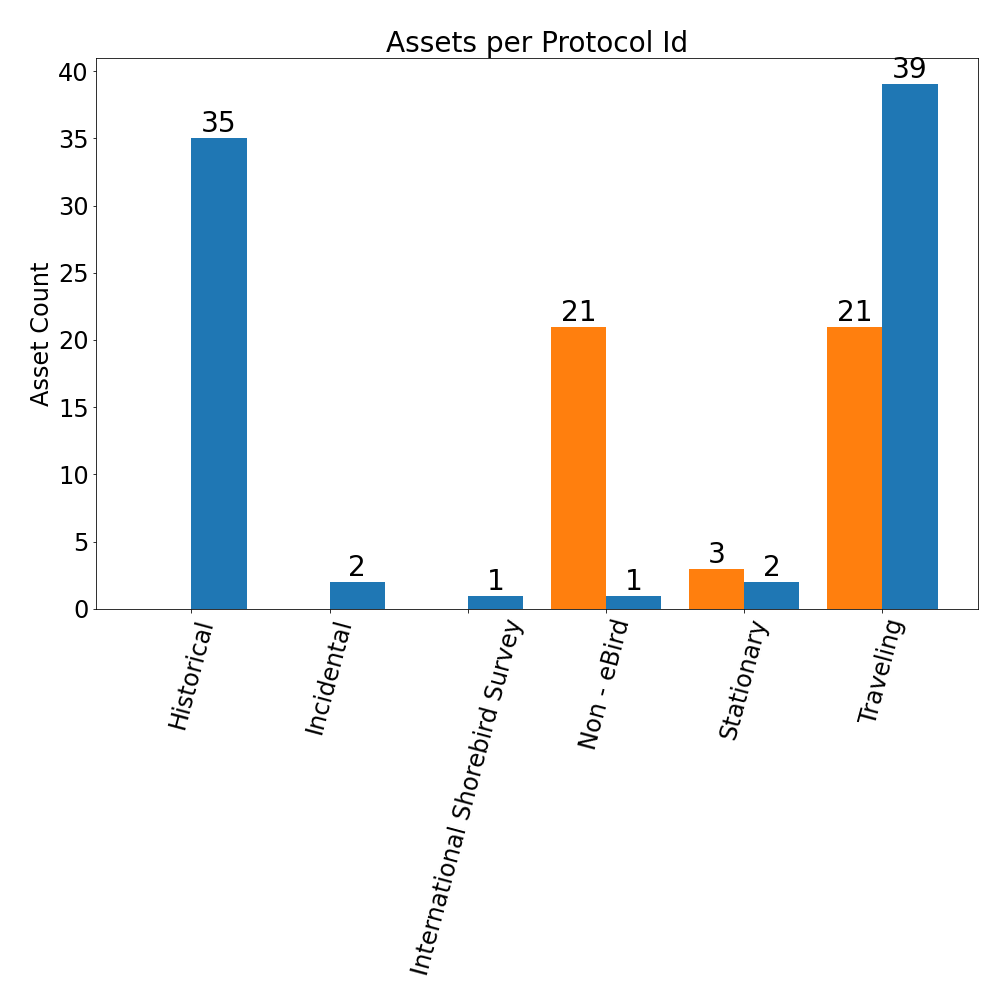 Assets per Protocol Id
Asset Count
40
35
30
25
20
15
10
5
0
35
2
1
21
1
3
2
21
39
Historical
Incidental
International Shorebird Survey
Non - eBird
Stationary
Traveling